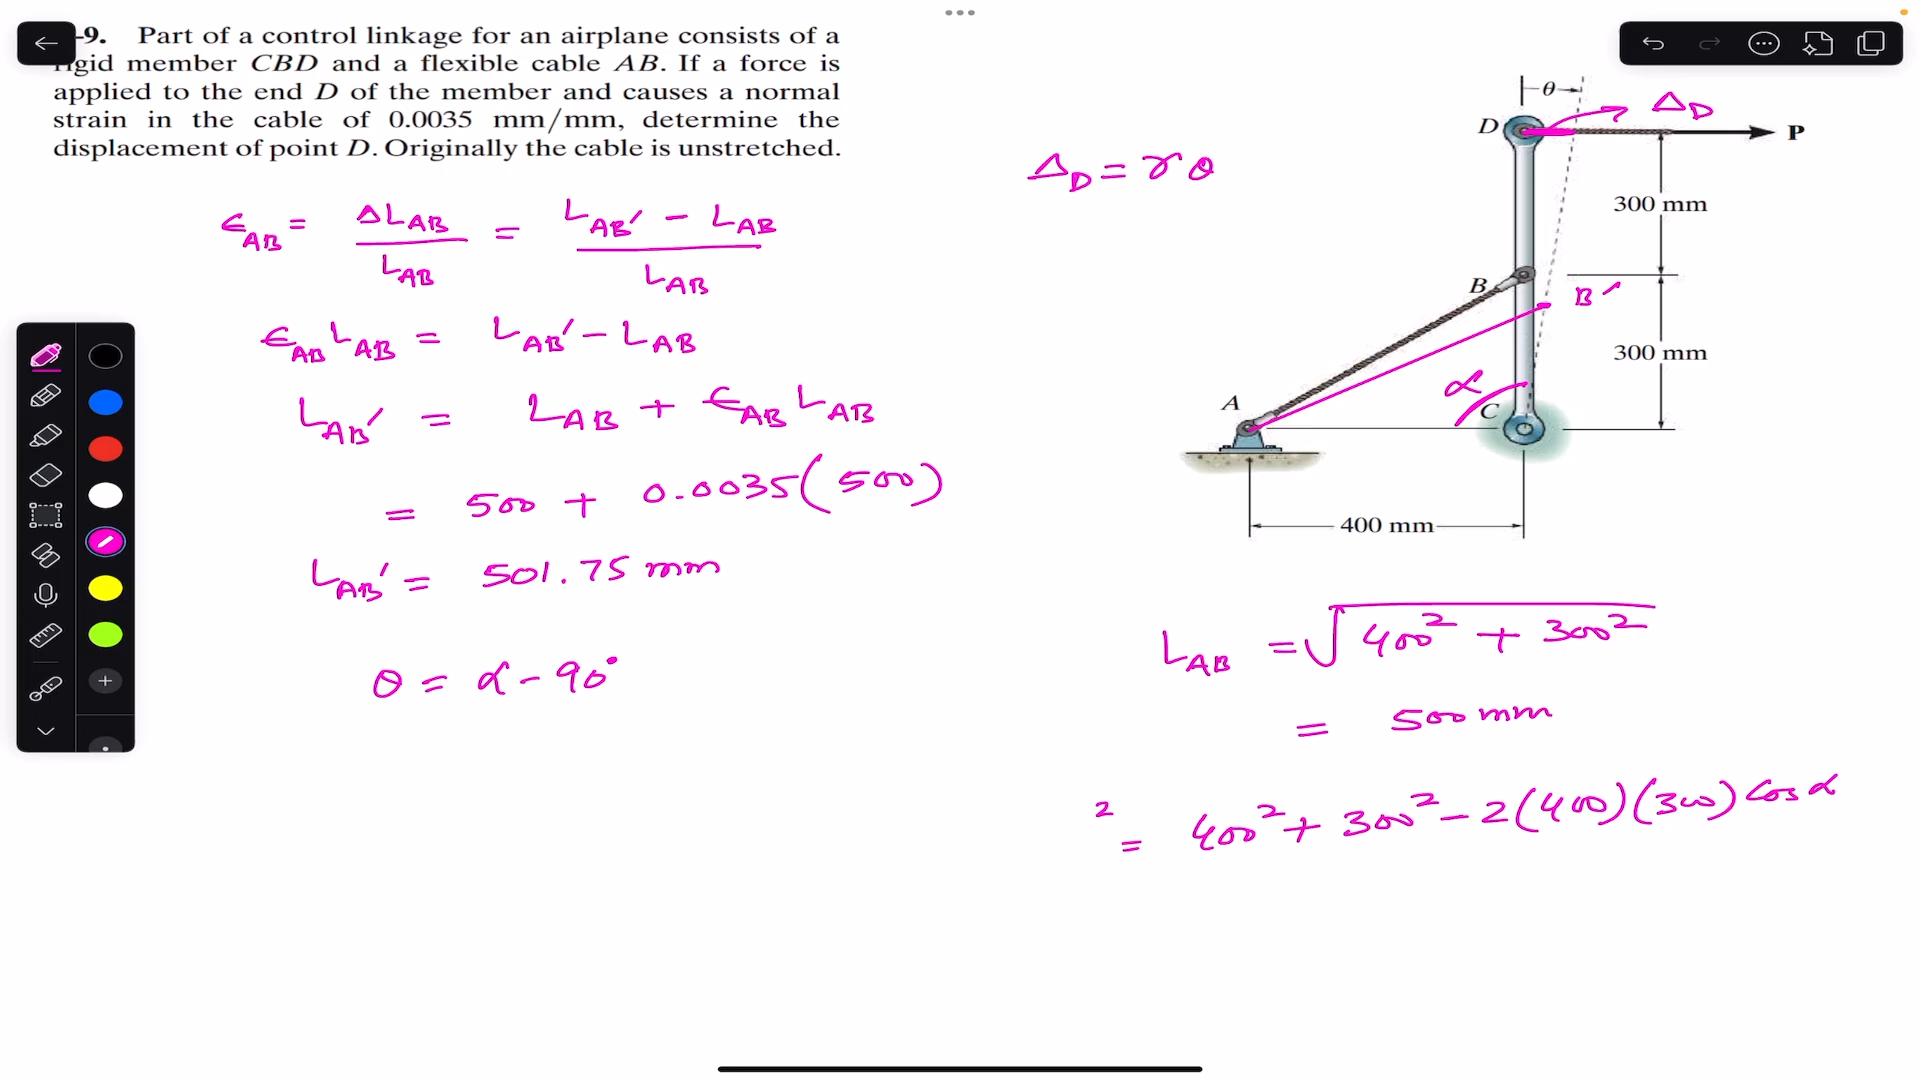 -9. Part of a control linkage for an airplane consists of a
rigid member CBD and a flexible cable AB. If a force is
applied to the end D of the member and causes a normal
strain in the cable of 0.0035 mm/mm, determine the
displacement of point D. Originally the cable is unstretched.
ϵAB = ΔLAB / LAB = LAB′ − LAB / LAB
ϵAB LAB = LAB′ − LAB
LAB′ = LAB + ϵAB LAB
= 500 + 0.0035(500)
LAB′ = 501.75 mm
θ = α − 90°
ΔD = rθ
θ
ΔD
D
P
300 mm
B
B′
300 mm
α
A
C
400 mm
LAB = √400² + 300²
= 500 mm
² = 400² + 300² − 2(400)(300) cos α